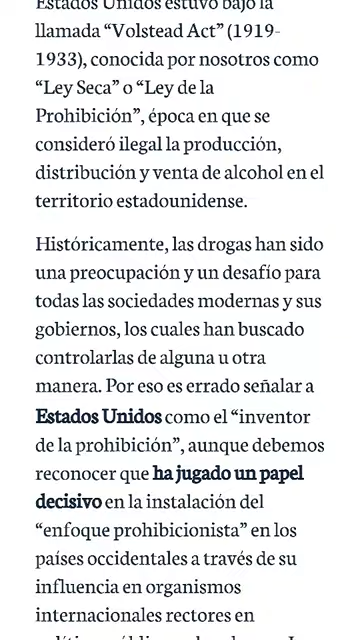 Estados Unidos estuvo bajo la
llamada “Volstead Act” (1919-
1933), conocida por nosotros como
“Ley Seca” o “Ley de la
Prohibición”, época en que se
consideró ilegal la producción,
distribución y venta de alcohol en el
territorio estadounidense.
Históricamente, las drogas han sido
una preocupación y un desafío para
todas las sociedades modernas y sus
gobiernos, los cuales han buscado
controlarlas de alguna u otra
manera. Por eso es errado señalar a
Estados Unidos como el “inventor
de la prohibición”, aunque debemos
reconocer que ha jugado un papel
decisivo en la instalación del
“enfoque prohibicionista” en los
países occidentales a través de su
influencia en organismos
internacionales rectores en